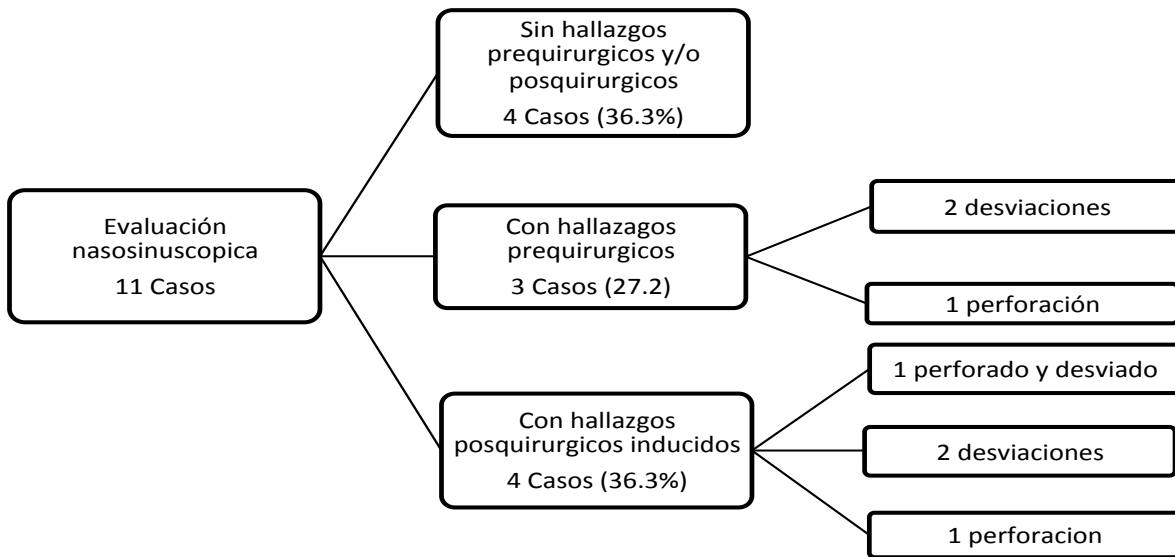 Sin hallazgos
prequirurgicos y/o
posquirurgicos
4 Casos (36.3%)
Evaluación
nasosinuscopica
11 Casos
Con hallazagos
prequirurgicos
3 Casos (27.2)
2 desviaciones
1 perforación
Con hallazgos
posquirurgicos inducidos
4 Casos (36.3%)
1 perforado y desviado
2 desviaciones
1 perforacion